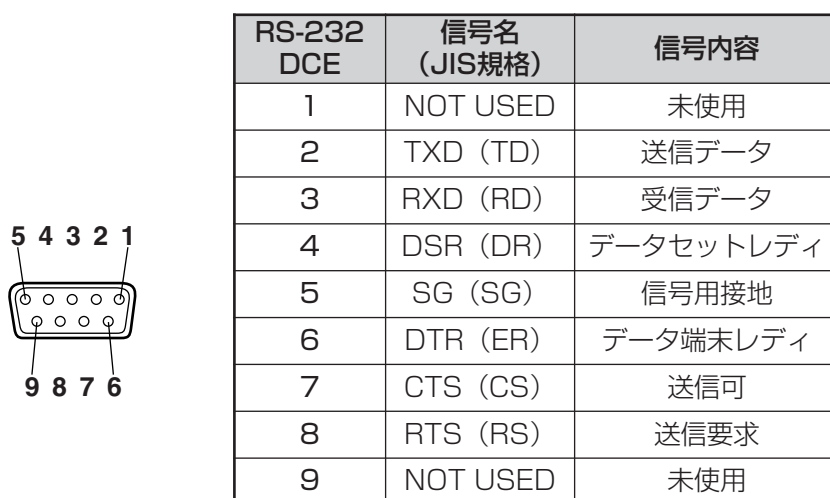 5 4 3 2 1
9 8 7 6
RS-232 DCE 信号名（JIS規格） 信号内容
1 NOT USED 未使用
2 TXD（TD） 送信データ
3 RXD（RD） 受信データ
4 DSR（DR） データセットレディ
5 SG（SG） 信号用接地
6 DTR（ER） データ端末レディ
7 CTS（CS） 送信可
8 RTS（RS） 送信要求
9 NOT USED 未使用